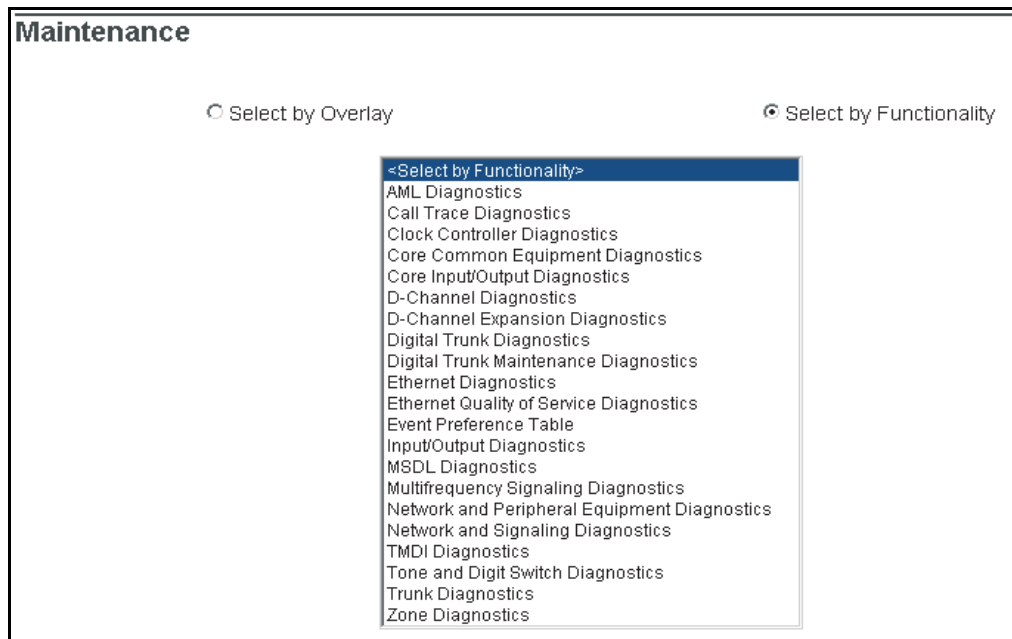 Maintenance
Select by Overlay
Select by Functionality
<Select by Functionality>
AML Diagnostics
Call Trace Diagnostics
Clock Controller Diagnostics
Core Common Equipment Diagnostics
Core Input/Output Diagnostics
D-Channel Diagnostics
D-Channel Expansion Diagnostics
Digital Trunk Diagnostics
Digital Trunk Maintenance Diagnostics
Ethernet Diagnostics
Ethernet Quality of Service Diagnostics
Event Preference Table
Input/Output Diagnostics
MSDL Diagnostics
Multifrequency Signaling Diagnostics
Network and Peripheral Equipment Diagnostics
Network and Signaling Diagnostics
TMDI Diagnostics
Tone and Digit Switch Diagnostics
Trunk Diagnostics
Zone Diagnostics